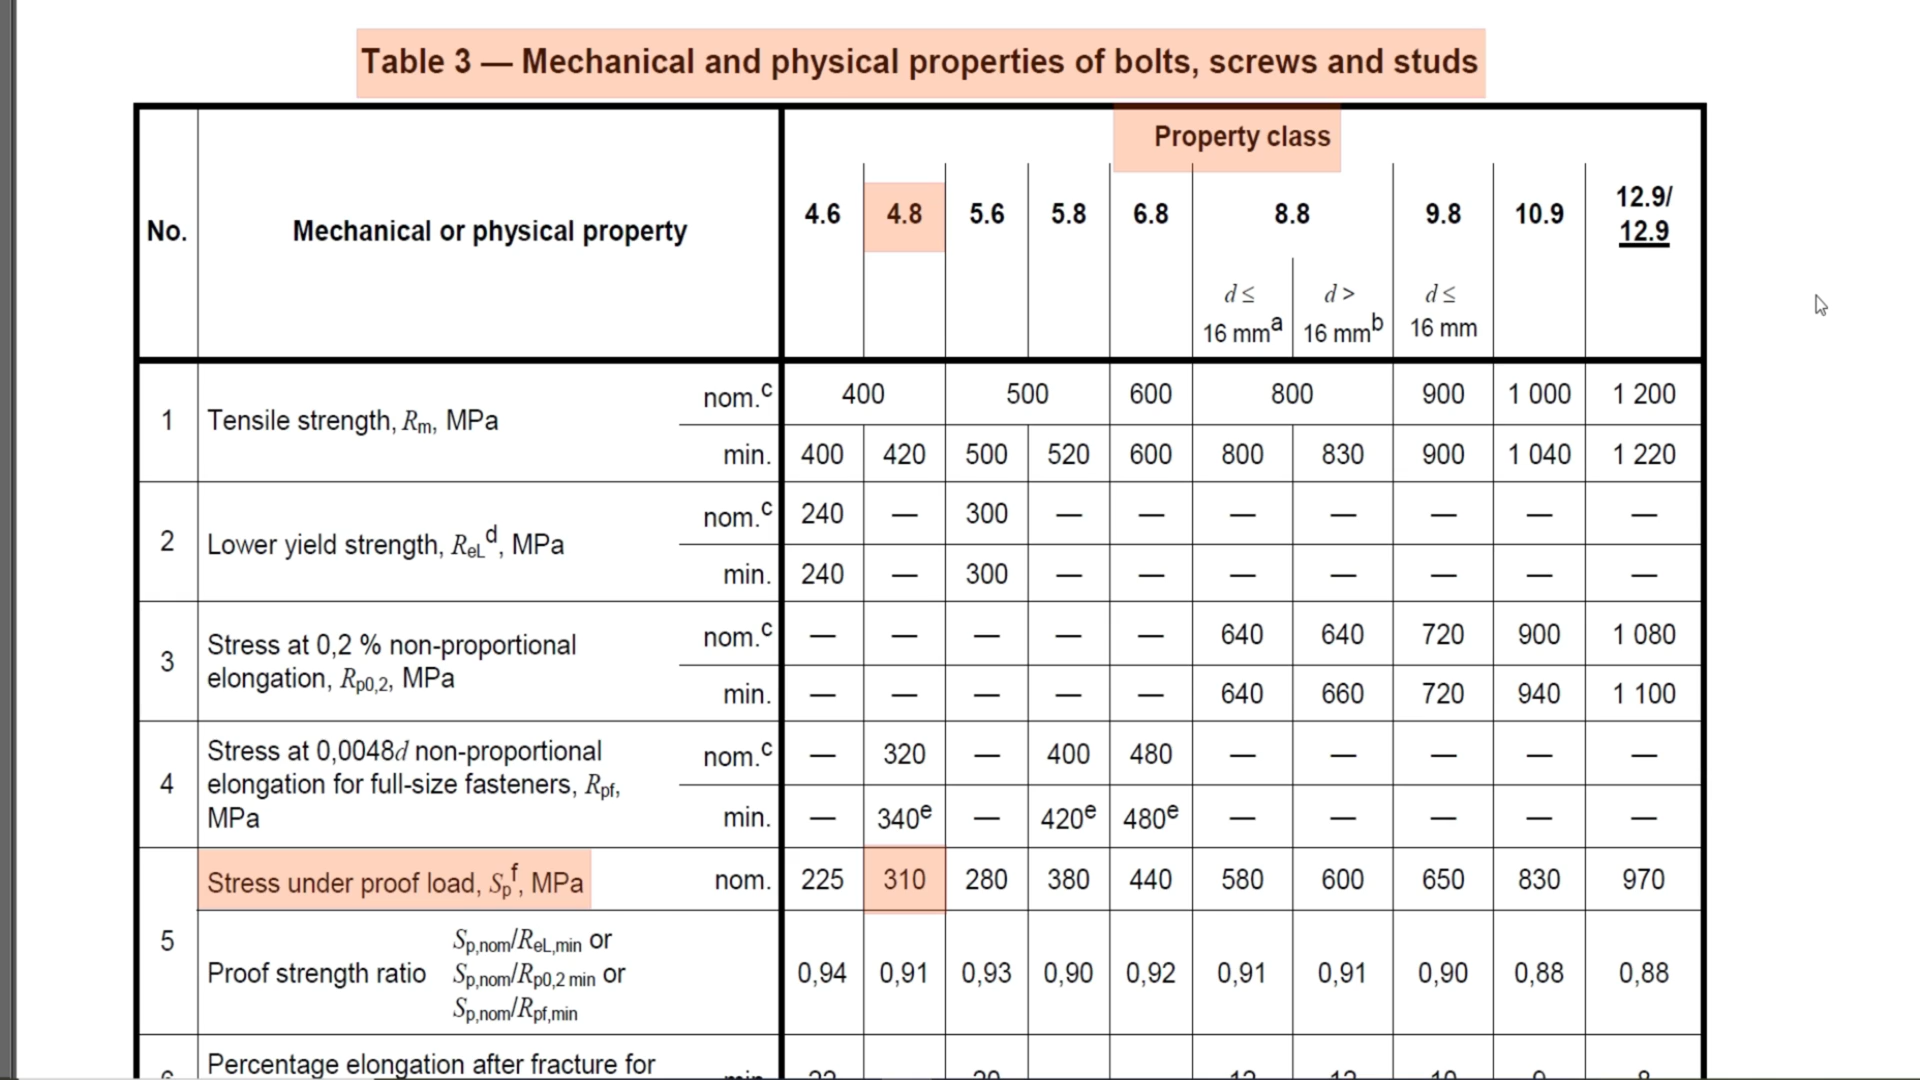 Table 3 — Mechanical and physical properties of bolts, screws and studs
Property class
No. Mechanical or physical property 4.6 4.8 5.6 5.8 6.8 8.8 9.8 10.9 12.9/
12.9
d ≤ d > d ≤
16 mmᵃ 16 mmᵇ 16 mm
1 Tensile strength, Rm, MPa nom.ᶜ 400 500 600 800 900 1 000 1 200
min. 400 420 500 520 600 800 830 900 1 040 1 220
2 Lower yield strength, ReLᵈ, MPa nom.ᶜ 240 — 300 — — — — — — —
min. 240 — 300 — — — — — — —
3 Stress at 0,2 % non-proportional
elongation, Rp0,2, MPa nom.ᶜ — — — — — 640 640 720 900 1 080
min. — — — — — 640 660 720 940 1 100
4 Stress at 0,0048d non-proportional
elongation for full-size fasteners, Rpf,
MPa nom.ᶜ — 320 — 400 480 — — — — —
min. — 340ᵉ — 420ᵉ 480ᵉ — — — — —
5 Stress under proof load, Spᶠ, MPa nom. 225 310 280 380 440 580 600 650 830 970
Proof strength ratio Sp,nom/ReL,min or
Sp,nom/Rp0,2 min or
Sp,nom/Rpf,min 0,94 0,91 0,93 0,90 0,92 0,91 0,91 0,90 0,88 0,88
Percentage elongation after fracture for